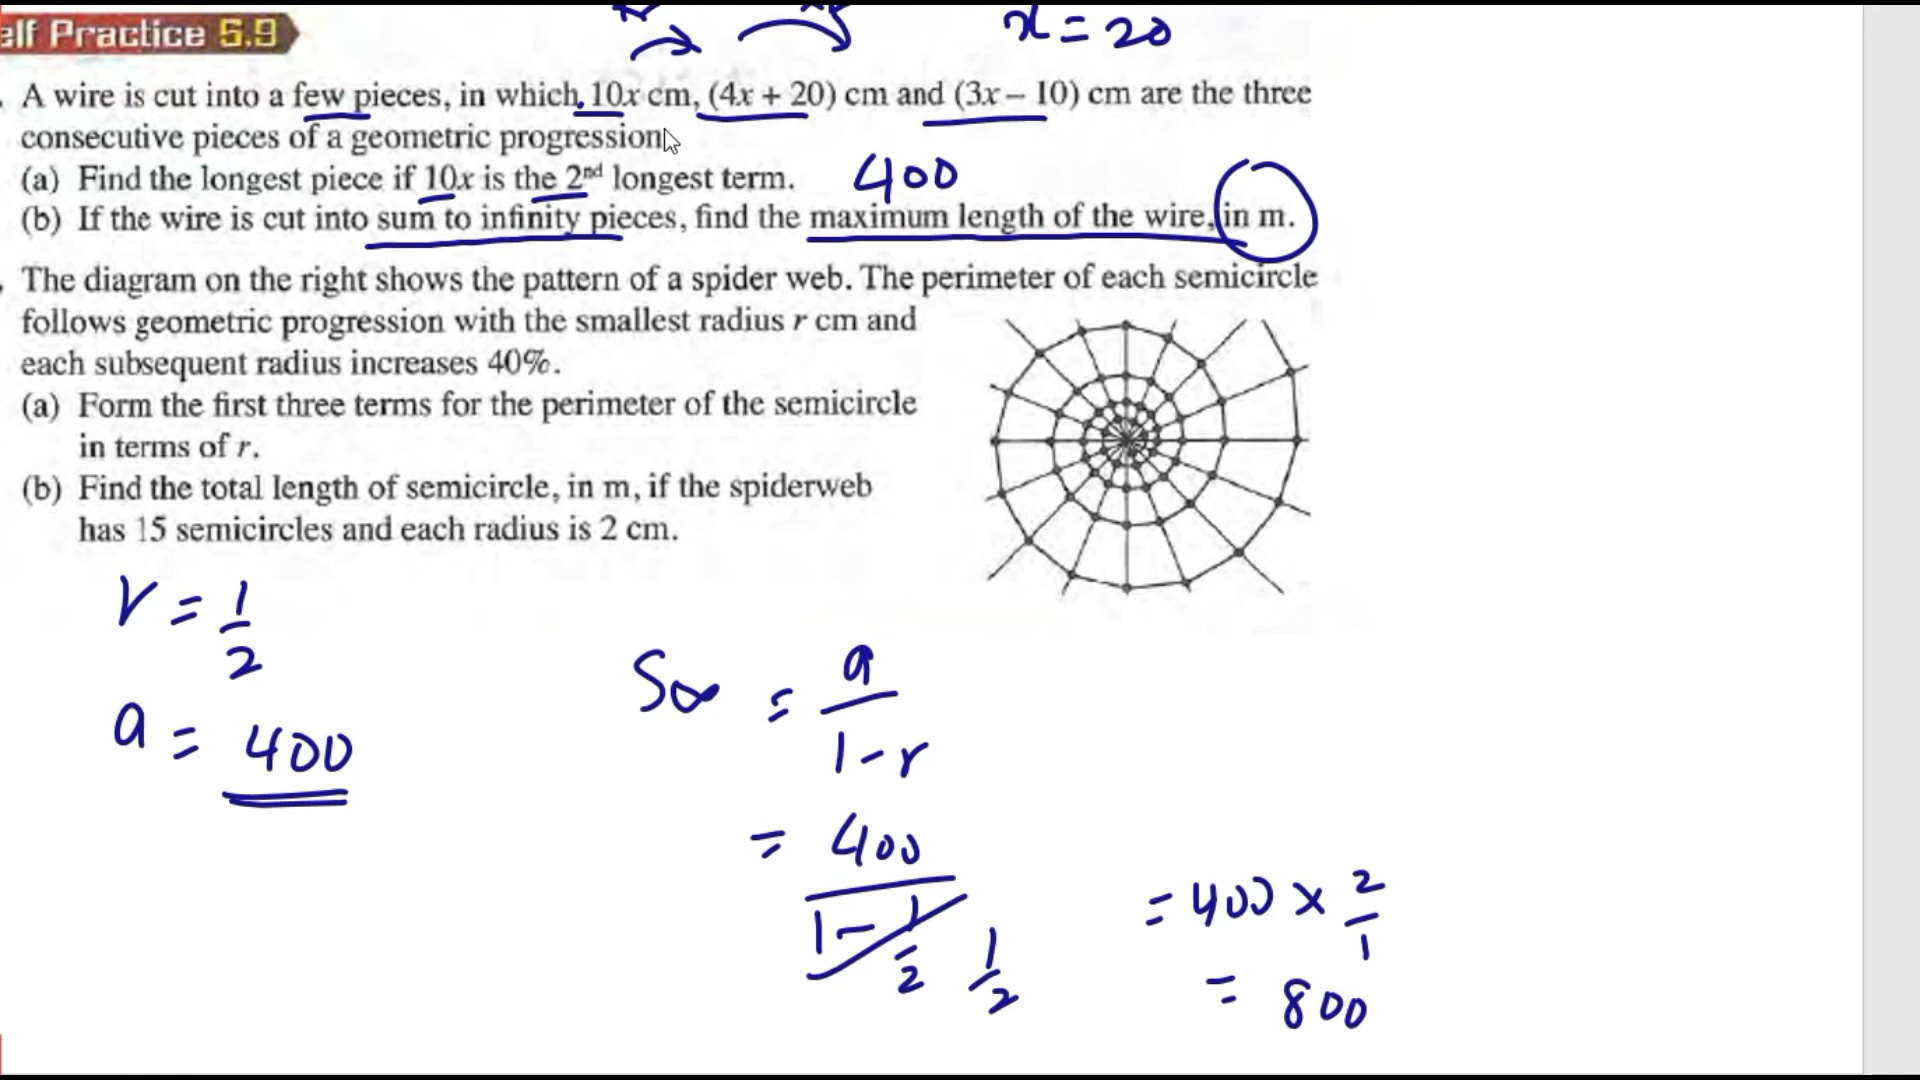 elf Practice 5.9
x = 20
A wire is cut into a few pieces, in which 10x cm, (4x + 20) cm and (3x – 10) cm are the three
consecutive pieces of a geometric progression.
(a) Find the longest piece if 10x is the 2nd longest term.
400
(b) If the wire is cut into sum to infinity pieces, find the maximum length of the wire, in m.
The diagram on the right shows the pattern of a spider web. The perimeter of each semicircle
follows geometric progression with the smallest radius r cm and
each subsequent radius increases 40%.
(a) Form the first three terms for the perimeter of the semicircle
in terms of r.
(b) Find the total length of semicircle, in m, if the spiderweb
has 15 semicircles and each radius is 2 cm.
r = 1/2
a = 400
S∞ = a/(1-r)
= 400/(1-1/2) 1/2
= 400 × 2/1
= 800